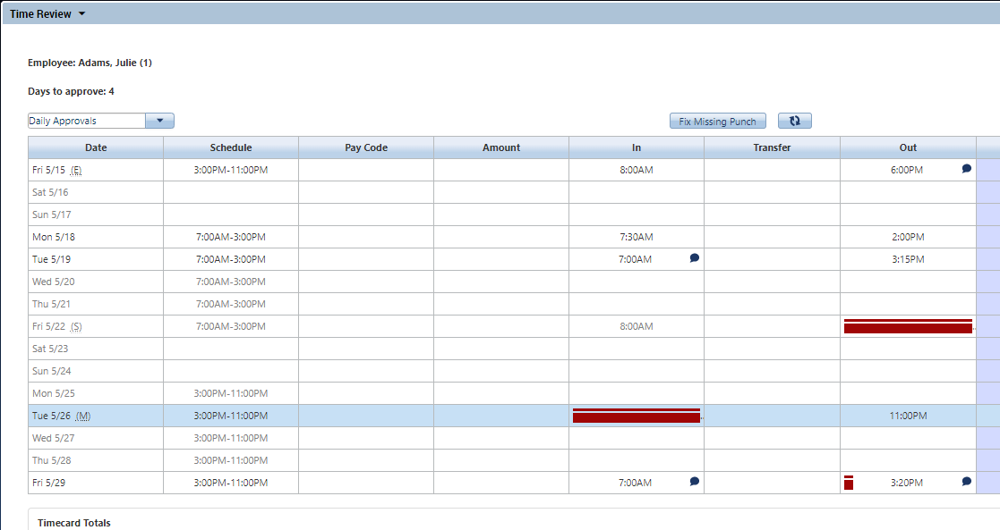 Time Review
Employee: Adams, Julie (1)
Days to approve: 4
Daily Approvals
Fix Missing Punch
Date Schedule Pay Code Amount In Transfer Out
Fri 5/15 (E) 3:00PM-11:00PM 8:00AM 6:00PM
Sat 5/16
Sun 5/17
Mon 5/18 7:00AM-3:00PM 7:30AM 2:00PM
Tue 5/19 7:00AM-3:00PM 7:00AM 3:15PM
Wed 5/20 7:00AM-3:00PM
Thu 5/21 7:00AM-3:00PM
Fri 5/22 (S) 7:00AM-3:00PM 8:00AM
Sat 5/23
Sun 5/24
Mon 5/25 3:00PM-11:00PM
Tue 5/26 (M) 3:00PM-11:00PM 11:00PM
Wed 5/27 3:00PM-11:00PM
Thu 5/28 3:00PM-11:00PM
Fri 5/29 3:00PM-11:00PM 7:00AM 3:20PM
Timecard Totals